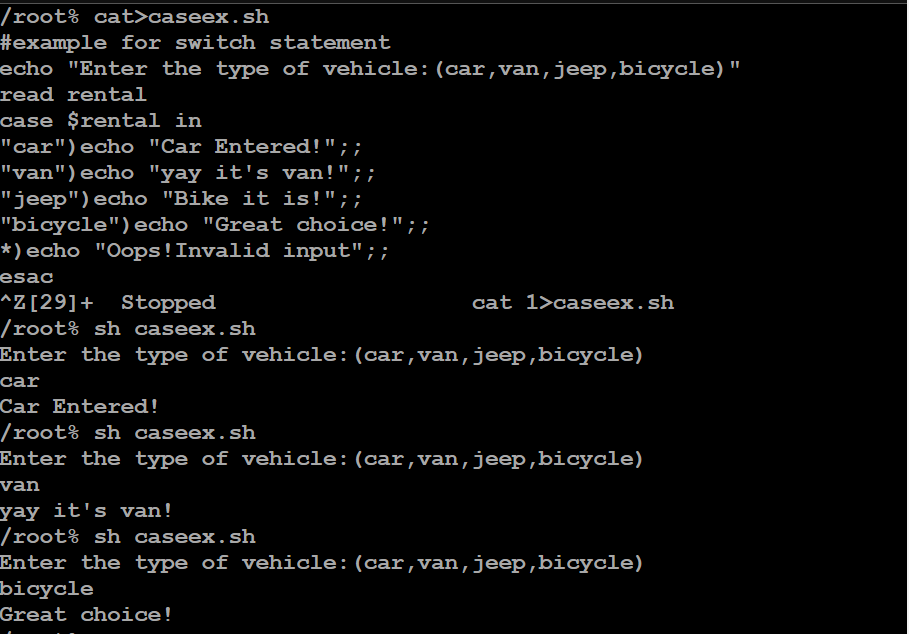 /root% cat>caseex.sh
#example for switch statement
echo "Enter the type of vehicle:(car,van,jeep,bicycle)"
read rental
case $rental in
"car")echo "Car Entered!";;
"van")echo "yay it's van!";;
"jeep")echo "Bike it is!";;
"bicycle")echo "Great choice!";;
*)echo "Oops!Invalid input";;
esac
^Z[29]+  Stopped                   cat 1>caseex.sh
/root% sh caseex.sh
Enter the type of vehicle:(car,van,jeep,bicycle)
car
Car Entered!
/root% sh caseex.sh
Enter the type of vehicle:(car,van,jeep,bicycle)
van
yay it's van!
/root% sh caseex.sh
Enter the type of vehicle:(car,van,jeep,bicycle)
bicycle
Great choice!